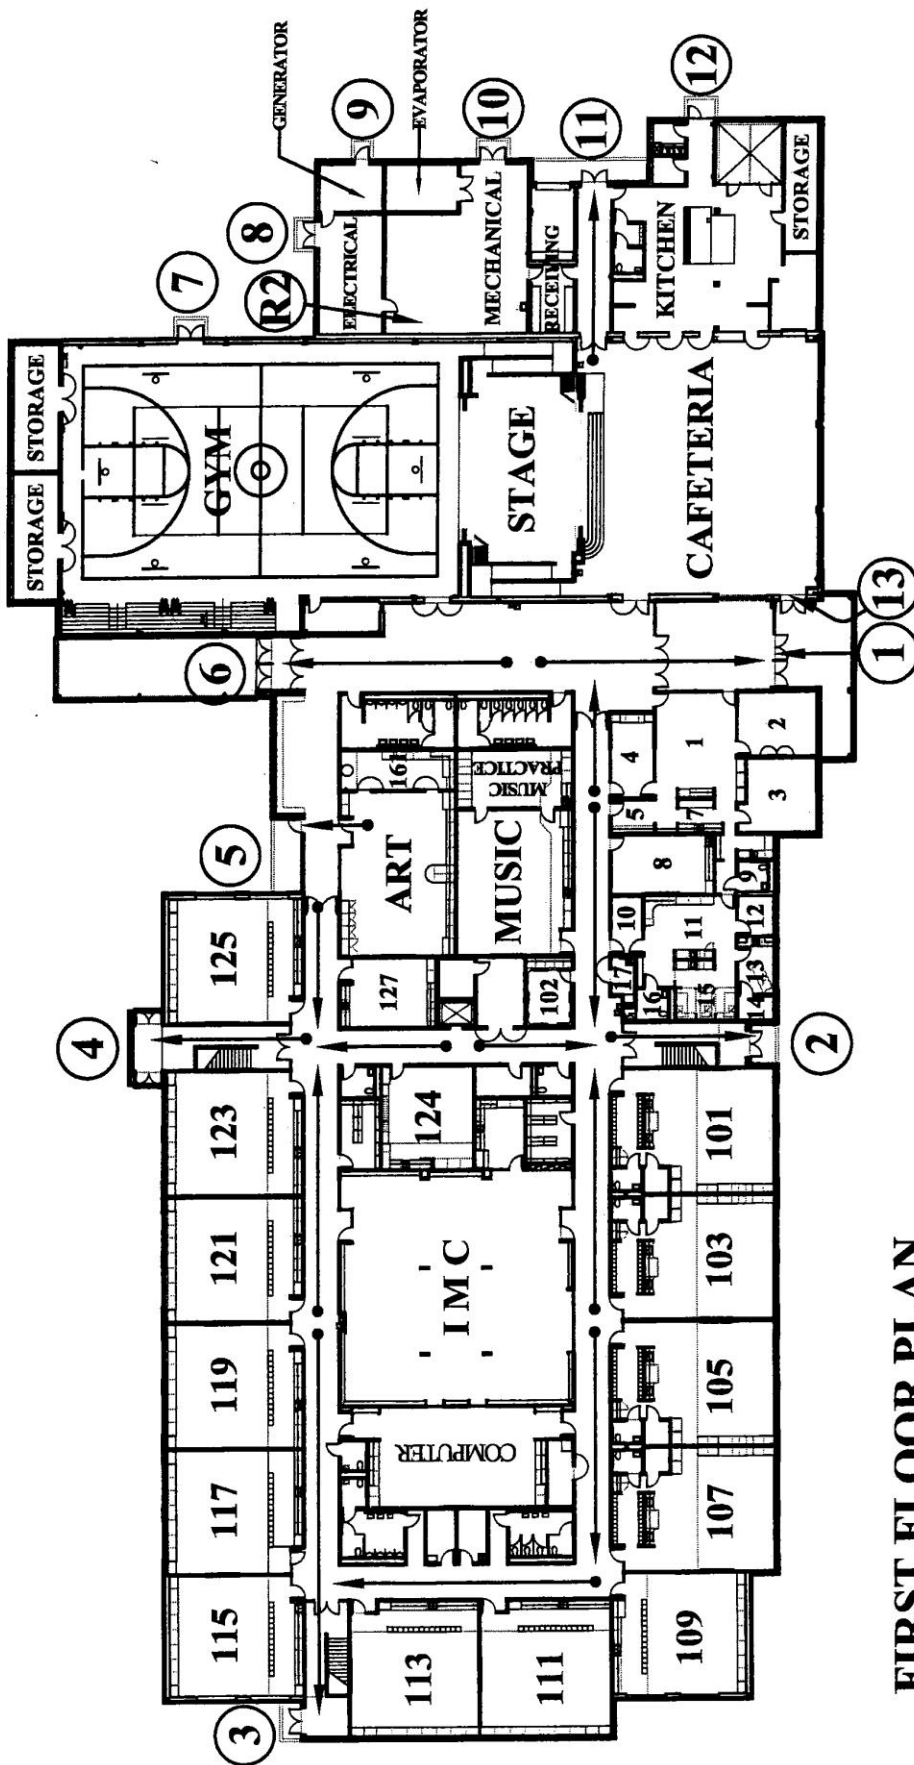 FIRST FLOOR PLAN
GENERATOR
EVAPORATOR
9
10
11
12
8
7
R2
ELECTRICAL
MECHANICAL
RECEIVING
KITCHEN
STORAGE
STORAGE
STORAGE
GYM
STAGE
CAFETERIA
13
1
6
5
4
3
2
161
MUSIC
PRACTICE
ART
MUSIC
127
102
4
5
1
2
3
7
8
9
10
11
12
13
14
15
16
17
125
123
121
119
117
115
124
IMC
COMPUTER
113
111
109
101
103
105
107